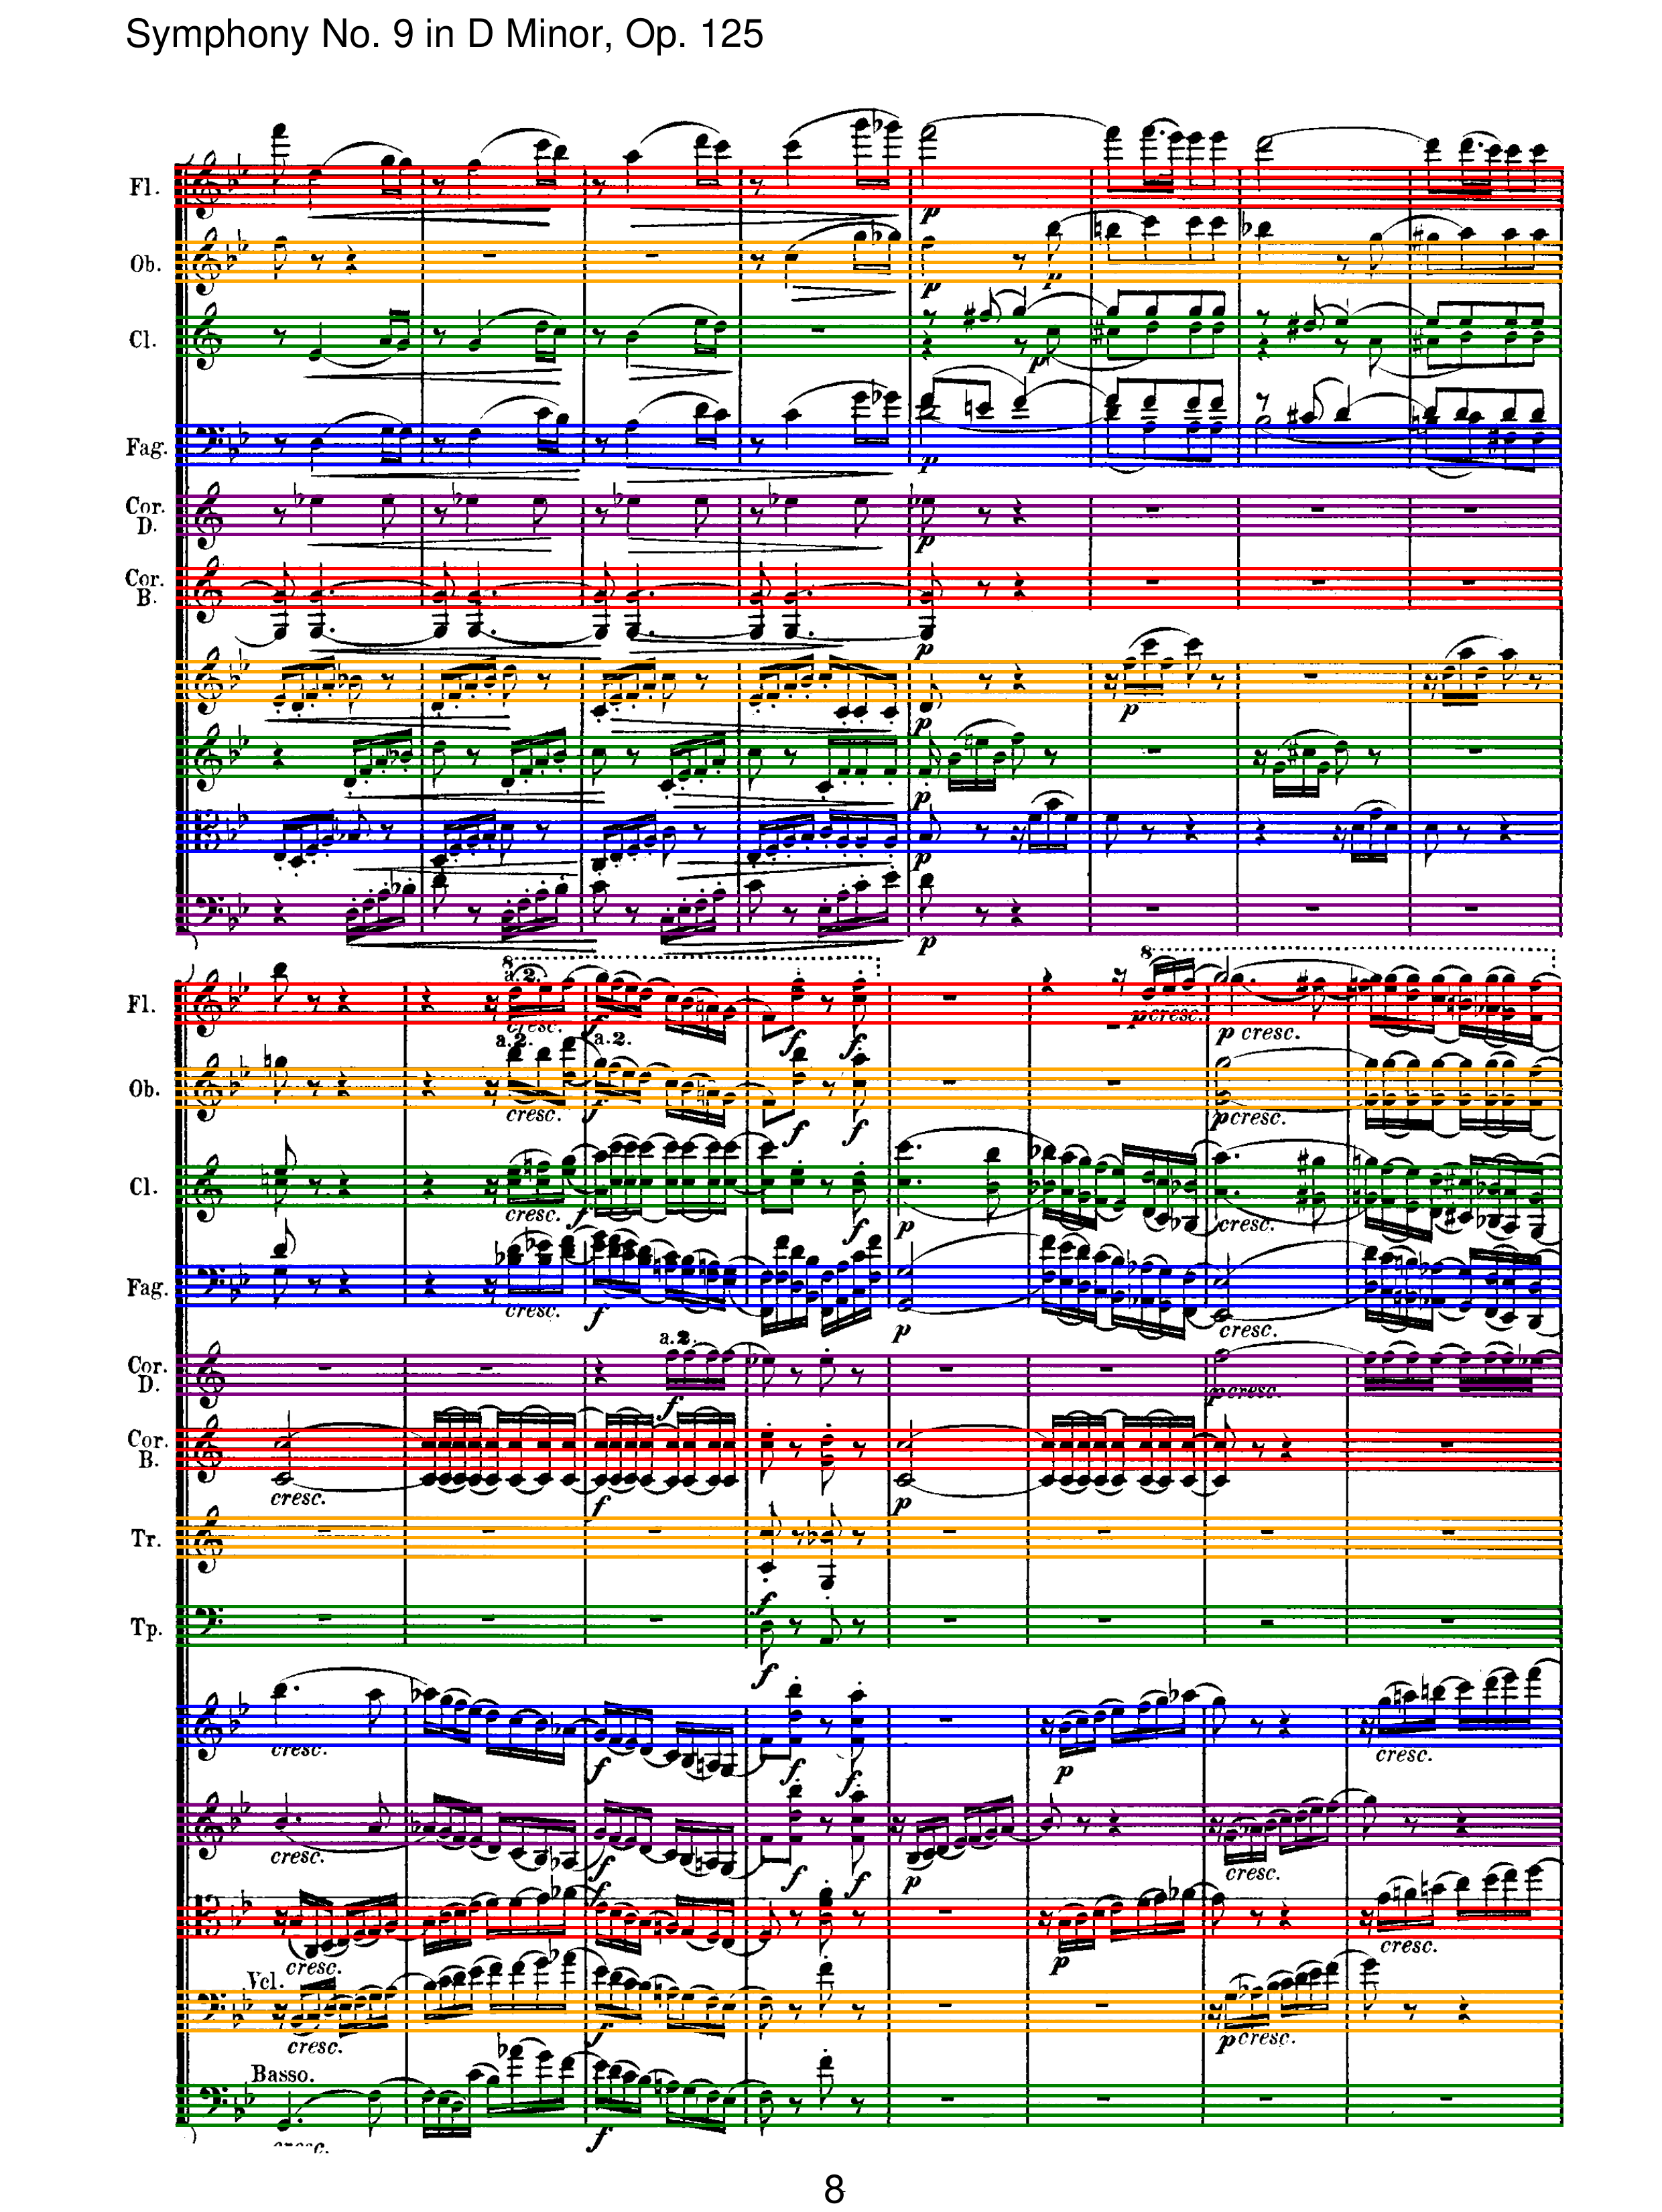 Symphony No. 9 in D Minor, Op. 125
Fl.
p
Ob.
p
p
Cl.
p
Fag.
p
Cor. D.
p
Cor. B.
p
p
p
p
p
p
Fl.
8
a. 2.
cresc.
f
f
f
8
p cresc.
p cresc.
Ob.
a. 2.
cresc.
a. 2.
f
f
f
p cresc.
Cl.
cresc.
f
f
p
cresc.
Fag.
cresc.
f
p
cresc.
Cor. D.
a. 2.
f
p cresc.
Cor. B.
cresc.
f
p
Tr.
f
Tp.
f
cresc.
f
f
f
p
cresc.
cresc.
f
f
f
p
cresc.
cresc.
f
p
cresc.
Vcl.
cresc.
f
p cresc.
Basso.
cresc.
f
8